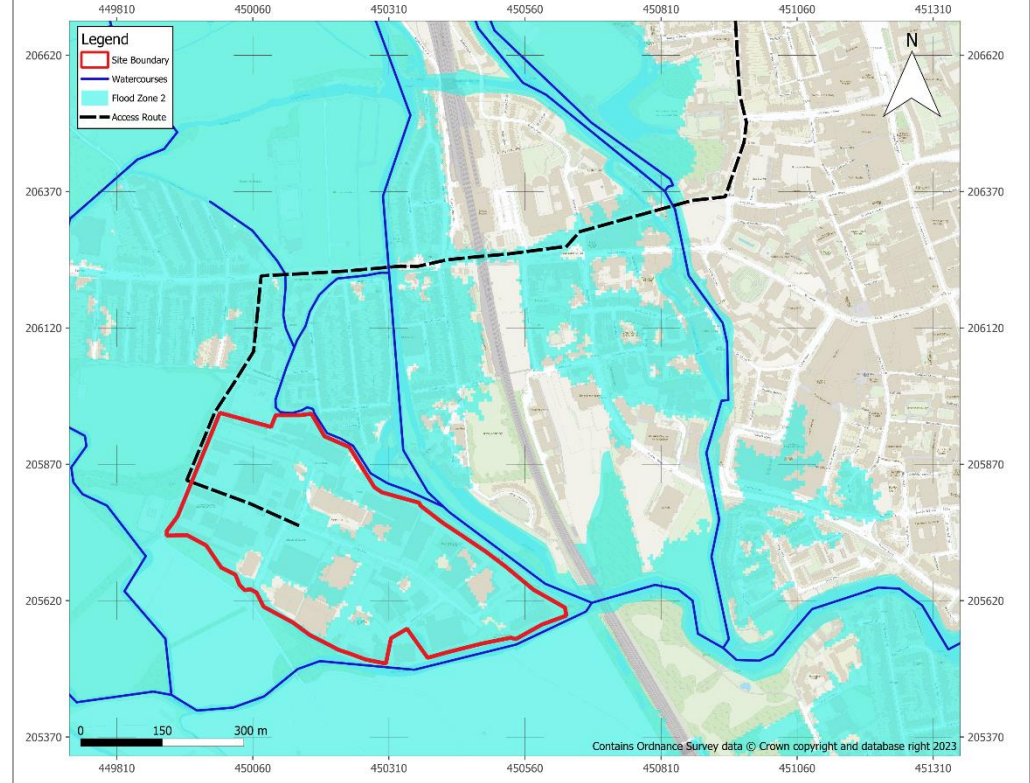 449810 450060 450310 450560 450810 451060 451310
Legend
Site Boundary
Watercourses
Flood Zone 2
Access Route
N
206620 206620
206370 206370
206120 206120
205870 205870
205620 205620
205370 205370
0 150 300 m
Contains Ordnance Survey data © Crown copyright and database right 2023
449810 450060 450310 450560 450810 451060 451310